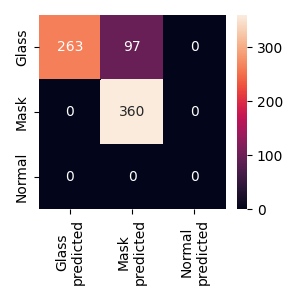 Glass 263 97 0
Mask 0 360 0
Normal 0 0 0
Glass
predicted
Mask
predicted
Normal
predicted
300
200
100
0